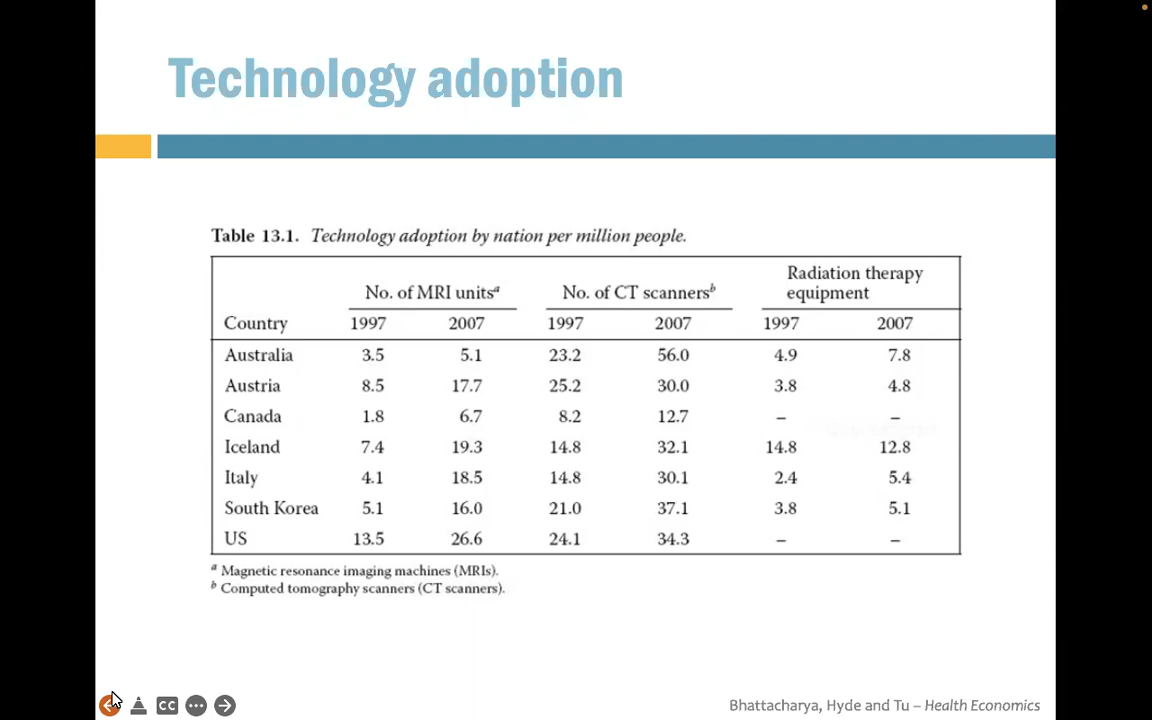 Technology adoption
Table 13.1. Technology adoption by nation per million people.
No. of MRI unitsᵃ No. of CT scannersᵇ Radiation therapy equipment
Country 1997 2007 1997 2007 1997 2007
Australia 3.5 5.1 23.2 56.0 4.9 7.8
Austria 8.5 17.7 25.2 30.0 3.8 4.8
Canada 1.8 6.7 8.2 12.7 – –
Iceland 7.4 19.3 14.8 32.1 14.8 12.8
Italy 4.1 18.5 14.8 30.1 2.4 5.4
South Korea 5.1 16.0 21.0 37.1 3.8 5.1
US 13.5 26.6 24.1 34.3 – –
ᵃ Magnetic resonance imaging machines (MRIs).
ᵇ Computed tomography scanners (CT scanners).
CC
Bhattacharya, Hyde and Tu – Health Economics